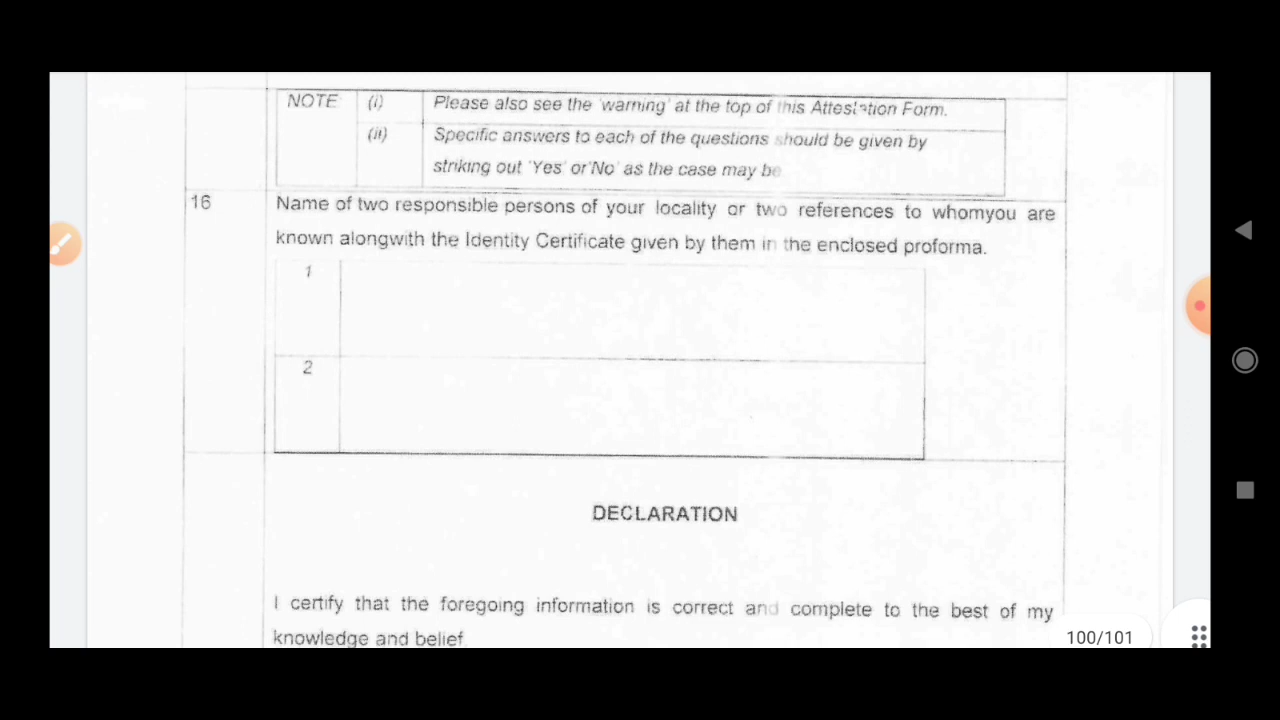 NOTE (i) Please also see the 'warning' at the top of this Attestation Form.
(ii) Specific answers to each of the questions should be given by
striking out 'Yes' or'No' as the case may be
16 Name of two responsible persons of your locality or two references to whomyou are
known alongwith the Identity Certificate given by them in the enclosed proforma.
1
2
DECLARATION
I certify that the foregoing information is correct and complete to the best of my
knowledge and belief.
100/101